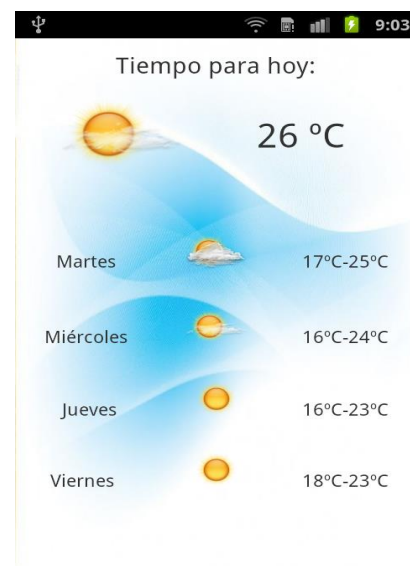 9:03
Tiempo para hoy:
26 ºC
Martes 17ºC-25ºC
Miércoles 16ºC-24ºC
Jueves 16ºC-23ºC
Viernes 18ºC-23ºC